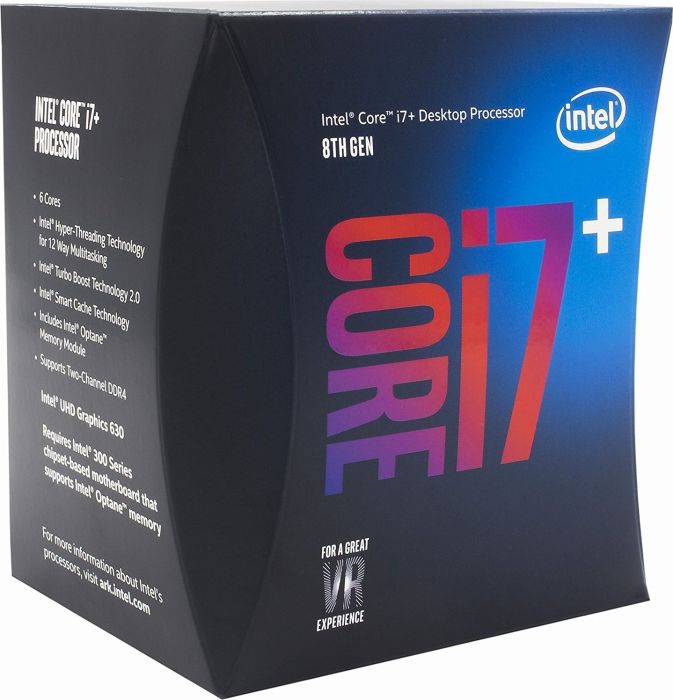 INTEL® CORE™ i7+
PROCESSOR
• 6 Cores
• Intel® Hyper-Threading Technology
for 12 Way Multitasking
• Intel® Turbo Boost Technology 2.0
• Intel® Smart Cache Technology
• Includes Intel® Optane™
Memory Module
• Supports Two-Channel DDR4
Intel® UHD Graphics 630
Requires Intel® 300 Series
chipset-based motherboard that
supports Intel® Optane™ memory
For more information about Intel's
processors, visit ark.intel.com
Intel® Core™ i7+ Desktop Processor
8TH GEN
intel®
CORE
i7+
FOR A GREAT
VR
EXPERIENCE